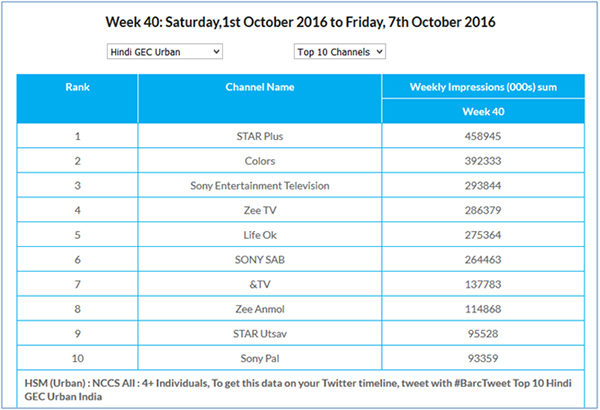 Week 40: Saturday,1st October 2016 to Friday, 7th October 2016
Hindi GEC Urban
Top 10 Channels
Rank Channel Name Weekly Impressions (000s) sum
Week 40
1 STAR Plus 458945
2 Colors 392333
3 Sony Entertainment Television 293844
4 Zee TV 286379
5 Life Ok 275364
6 SONY SAB 264463
7 &TV 137783
8 Zee Anmol 114868
9 STAR Utsav 95528
10 Sony Pal 93359
HSM (Urban) : NCCS All : 4+ Individuals, To get this data on your Twitter timeline, tweet with #BarcTweet Top 10 Hindi
GEC Urban India